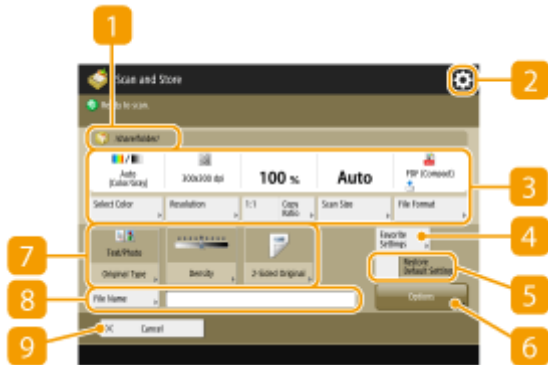 1
Scan and Store
2
Ready to scan.
/sharefolder/
Auto (Color/Gray)
300x300 dpi
100 %
Auto
PDF (Compact)
3
Select Color
Resolution
1:1
Copy Ratio
Scan Size
File Format
Favorite Settings
4
7
Text/Photo
Restore Default Settings
5
Original Type
Density
2-Sided Original
8
File Name
Options
6
9
Cancel